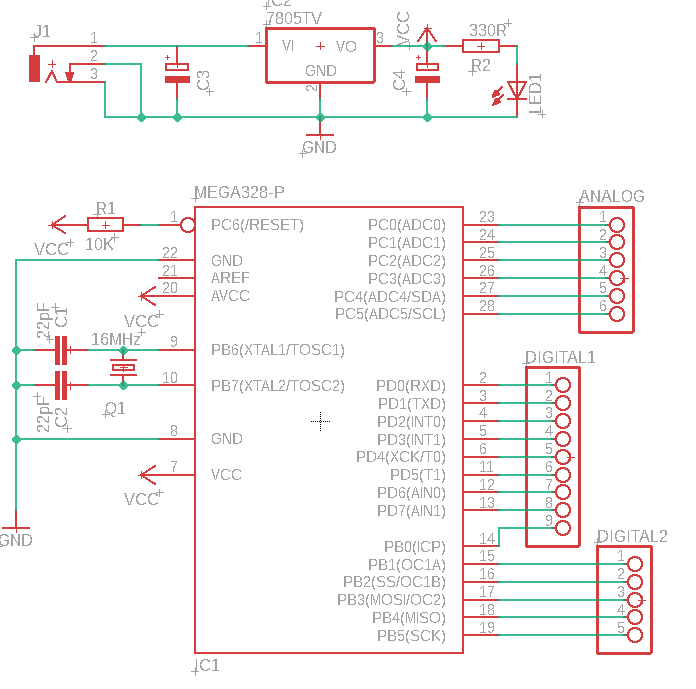 IC2
7805TV
J1
1
2
3
C3
1
VI
VO
3
GND
2
VCC
C4
330R
R2
LED1
GND
MEGA328-P
R1
10K
VCC
1
PC6(/RESET)
22
GND
21
AREF
20
AVCC
VCC
22pF
C1
16MHz
9
PB6(XTAL1/TOSC1)
10
PB7(XTAL2/TOSC2)
22pF
C2
Q1
8
GND
7
VCC
VCC
GND
IC1
PC0(ADC0)
23
PC1(ADC1)
24
PC2(ADC2)
25
PC3(ADC3)
26
PC4(ADC4/SDA)
27
PC5(ADC5/SCL)
28
PD0(RXD)
2
PD1(TXD)
3
PD2(INT0)
4
PD3(INT1)
5
PD4(XCK/T0)
6
PD5(T1)
11
PD6(AIN0)
12
PD7(AIN1)
13
PB0(ICP)
14
PB1(OC1A)
15
PB2(SS/OC1B)
16
PB3(MOSI/OC2)
17
PB4(MISO)
18
PB5(SCK)
19
ANALOG
1
2
3
4
5
6
DIGITAL1
1
2
3
4
5
6
7
8
9
DIGITAL2
1
2
3
4
5